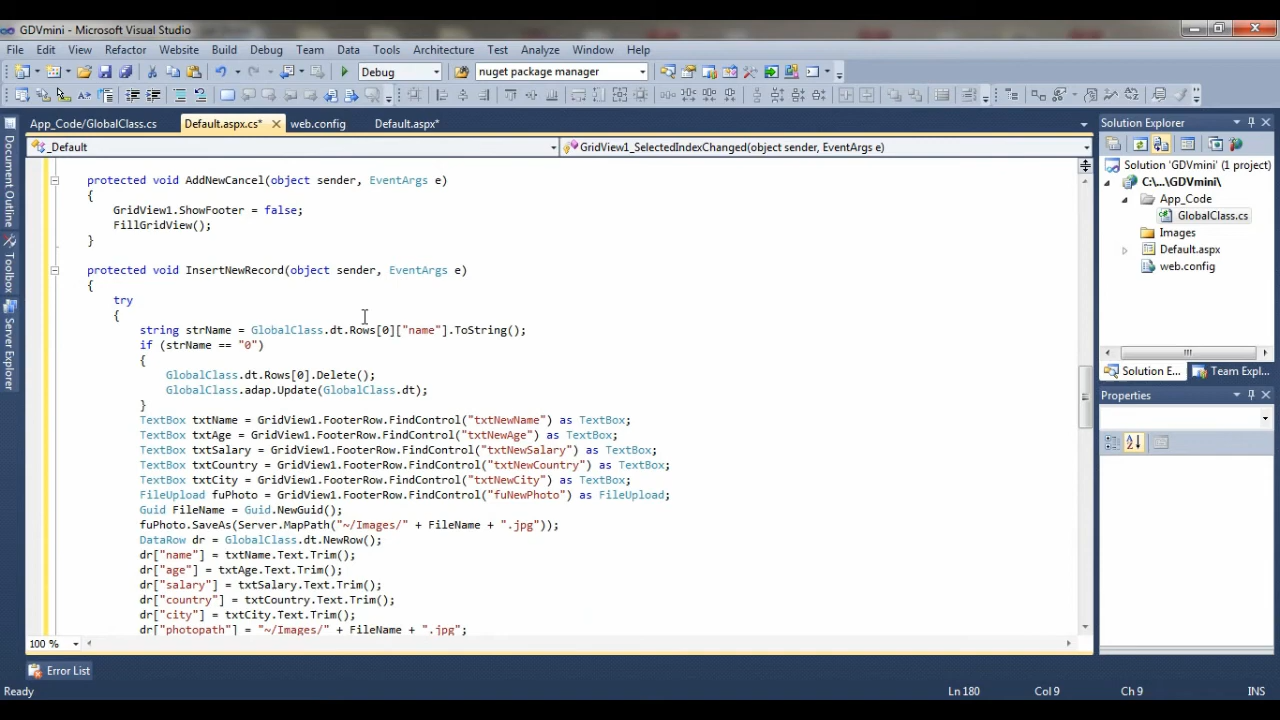 GDVmini - Microsoft Visual Studio
File Edit View Refactor Website Build Debug Team Data Tools Architecture Test Analyze Window Help
Debug nuget package manager
App_Code/GlobalClass.cs Default.aspx.cs* web.config Default.aspx*
_Default GridView1_SelectedIndexChanged(object sender, EventArgs e)
protected void AddNewCancel(object sender, EventArgs e)
{
GridView1.ShowFooter = false;
FillGridView();
}
protected void InsertNewRecord(object sender, EventArgs e)
{
try
{
string strName = GlobalClass.dt.Rows[0]["name"].ToString();
if (strName == "0")
{
GlobalClass.dt.Rows[0].Delete();
GlobalClass.adap.Update(GlobalClass.dt);
}
TextBox txtName = GridView1.FooterRow.FindControl("txtNewName") as TextBox;
TextBox txtAge = GridView1.FooterRow.FindControl("txtNewAge") as TextBox;
TextBox txtSalary = GridView1.FooterRow.FindControl("txtNewSalary") as TextBox;
TextBox txtCountry = GridView1.FooterRow.FindControl("txtNewCountry") as TextBox;
TextBox txtCity = GridView1.FooterRow.FindControl("txtNewCity") as TextBox;
FileUpload fuPhoto = GridView1.FooterRow.FindControl("fuNewPhoto") as FileUpload;
Guid FileName = Guid.NewGuid();
fuPhoto.SaveAs(Server.MapPath("~/Images/" + FileName + ".jpg"));
DataRow dr = GlobalClass.dt.NewRow();
dr["name"] = txtName.Text.Trim();
dr["age"] = txtAge.Text.Trim();
dr["salary"] = txtSalary.Text.Trim();
dr["country"] = txtCountry.Text.Trim();
dr["city"] = txtCity.Text.Trim();
dr["photopath"] = "~/Images/" + FileName + ".jpg";
100 %
Document Outline
Toolbox
Server Explorer
Solution Explorer
Solution 'GDVmini' (1 project)
C:\...\GDVmini\
App_Code
GlobalClass.cs
Images
Default.aspx
web.config
Solution E... Team Expl...
Properties
Error List
Ready Ln 180 Col 9 Ch 9 INS